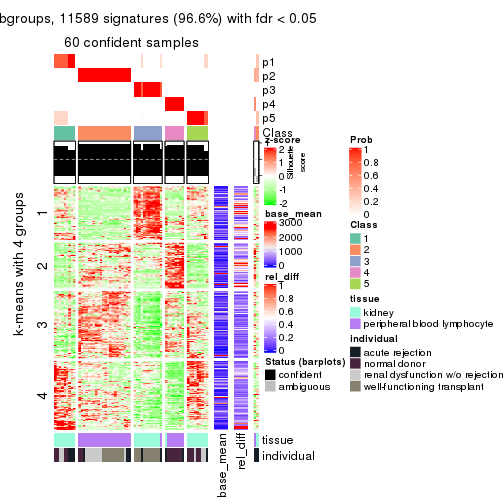 bgroups, 11589 signatures (96.6%) with fdr < 0.05
60 confident samples
p1
p2
p3
p4
p5
Class
Silhouette
score
k-means with 4 groups
1
2
3
4
base_mean
rel_diff
tissue
individual
z-score
2
1
0
-1
-2
base_mean
3000
2000
1000
0
rel_diff
1
0.8
0.6
0.4
0.2
0
Status (barplots)
confident
ambiguous
Prob
1
0.8
0.6
0.4
0.2
0
Class
1
2
3
4
5
tissue
kidney
peripheral blood lymphocyte
individual
acute rejection
normal donor
renal dysfunction w/o rejection
well-functioning transplant